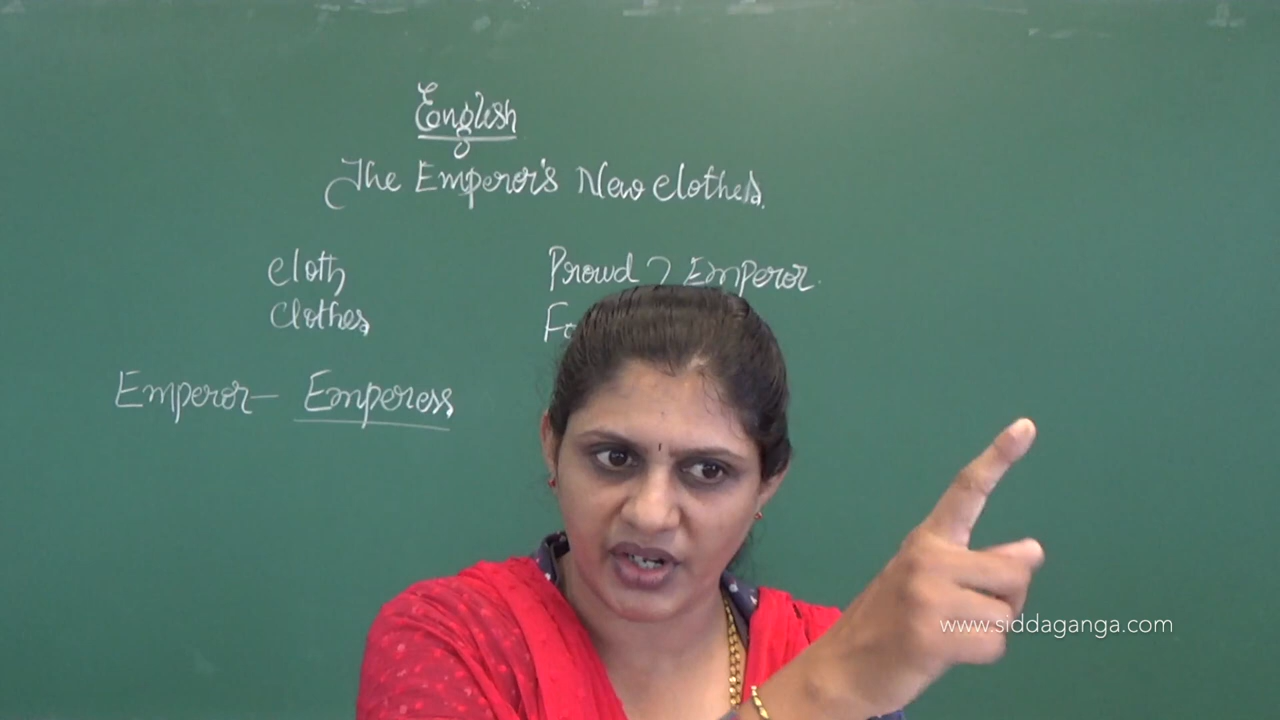 English
The Emperor's New Clothes.
Cloth
Clothes
Proud } Emperor.
Emperor - Emperess
www.siddaganga.com